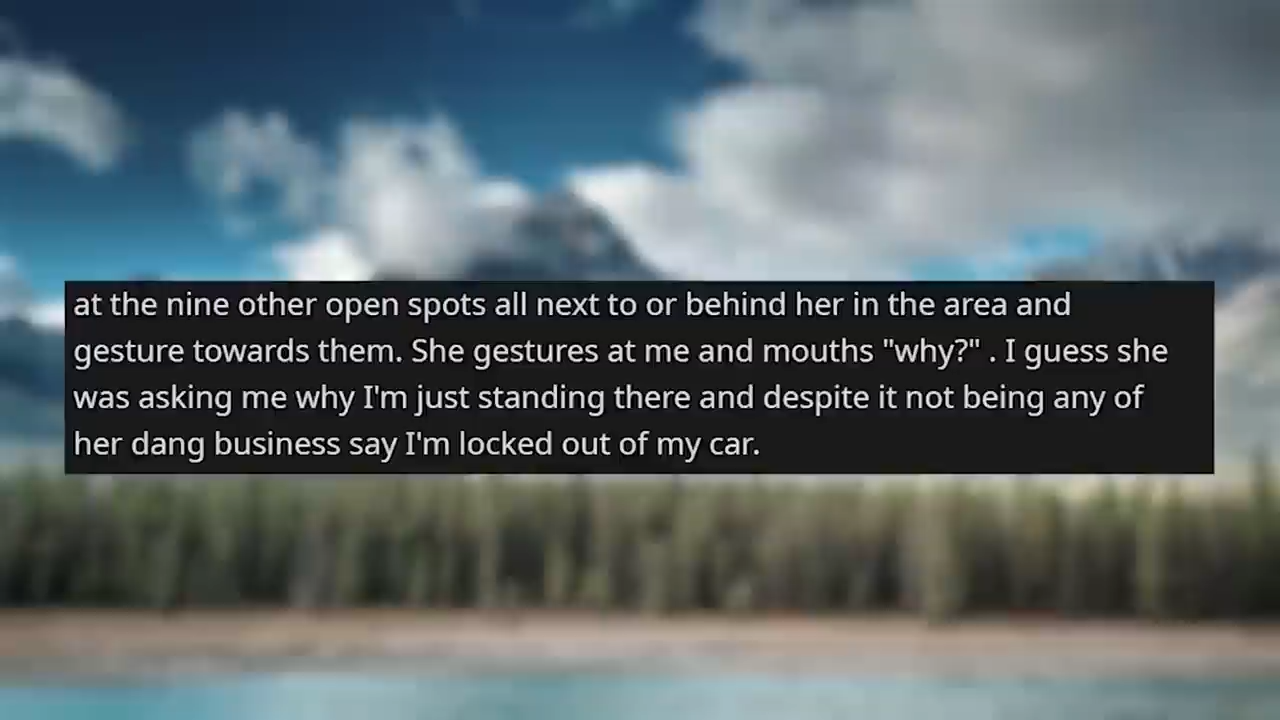 at the nine other open spots all next to or behind her in the area and
gesture towards them. She gestures at me and mouths "why?" . I guess she
was asking me why I'm just standing there and despite it not being any of
her dang business say I'm locked out of my car.